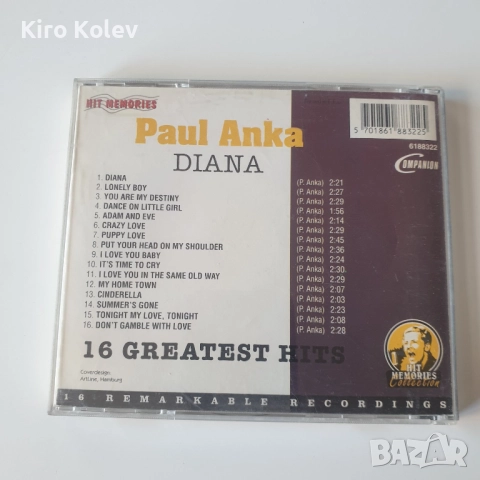 Kiro Kolev
HIT MEMORIES
Paul Anka
DIANA
5 701861 883225
6188322
COMPANION
1. DIANA (P. Anka) 2:21
2. LONELY BOY (P. Anka) 2:27
3. YOU ARE MY DESTINY (P. Anka) 2:29
4. DANCE ON LITTLE GIRL (P. Anka) 1:56
5. ADAM AND EVE (P. Anka) 2:14
6. CRAZY LOVE (P. Anka) 2:29
7. PUPPY LOVE (P. Anka) 2:45
8. PUT YOUR HEAD ON MY SHOULDER (P. Anka) 2:36
9. I LOVE YOU BABY (P. Anka) 2:24
10. IT'S TIME TO CRY (P. Anka) 2:30
11. I LOVE YOU IN THE SAME OLD WAY (P. Anka) 2:29
12. MY HOME TOWN (P. Anka) 2:07
13. CINDERELLA (P. Anka) 2:03
14. SUMMER'S GONE (P. Anka) 2:23
15. TONIGHT MY LOVE, TONIGHT (P. Anka) 2:08
16. DON'T GAMBLE WITH LOVE (P. Anka) 2:28
16 GREATEST HITS
Coverdesign:
ArtLine, Hamburg
HIT
MEMORIES
Collection
16 REMARKABLE RECORDINGS
BAZAR